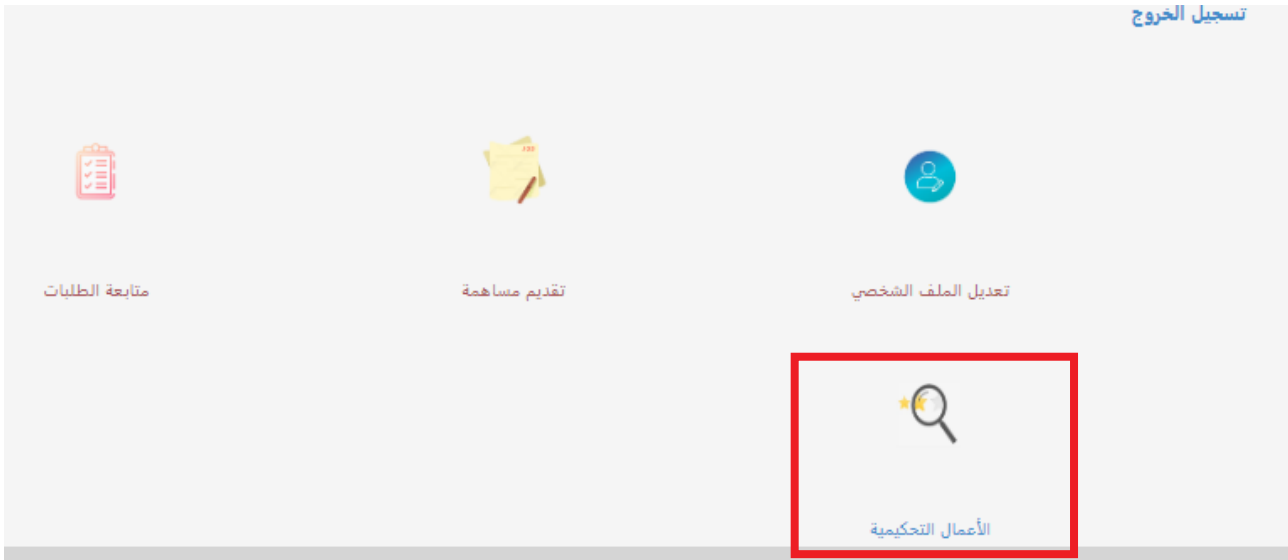 تسجيل الخروج
تعديل الملف الشخصي
تقديم مساهمة
متابعة الطلبات
الأعمال التحكيمية